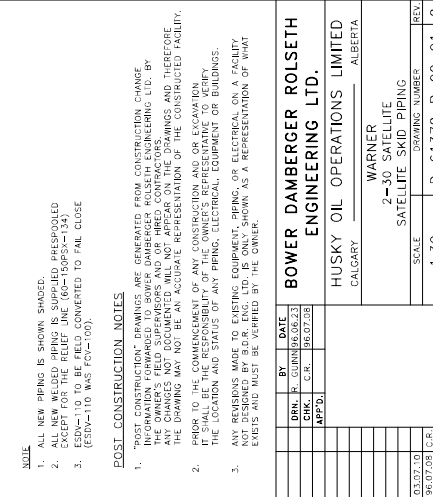 NOTE
1. ALL NEW PIPING IS SHOWN SHADED.
2. ALL NEW WELDED PIPING IS SUPPLIED PRESPOOLED
EXCEPT FOR THE RELIEF LINE (60-150PSX-134)
3. ESDV-110 TO BE FIELD CONVERTED TO FAIL CLOSE
(ESDV-110 WAS FCV-100).
POST CONSTRUCTION NOTES
1. "POST CONSTRUCTION" DRAWINGS ARE GENERATED FROM CONSTRUCTION CHANGE
INFORMATION FORWARDED TO BOWER DAMBERGER ROLSETH ENGINEERING LTD. BY
THE OWNER'S FIELD SUPERVISORS AND OR HIRED CONTRACTORS.
ANY CHANGES NOT DOCUMENTED WILL NOT APPEAR ON THE DRAWINGS AND THEREFORE
THE DRAWING MAY NOT BE AN ACCURATE REPRESENTATION OF THE CONSTRUCTED FACILITY.
2. PRIOR TO THE COMMENCEMENT OF ANY CONSTRUCTION AND OR EXCAVATION
IT SHALL BE THE RESPONSIBILITY OF THE OWNER'S REPRESENTATIVE TO VERIFY
THE LOCATION AND STATUS OF ANY PIPING, ELECTRICAL, EQUIPMENT OR BUILDINGS.
3. ANY REVISIONS MADE TO EXISTING EQUIPMENT, PIPING, OR ELECTRICAL ON A FACILITY
NOT DESIGNED BY B.D.R. ENG. LTD. IS ONLY SHOWN AS A REPRESENTATION OF WHAT
EXISTS AND MUST BE VERIFIED BY THE OWNER.
BY DATE
DRN. R. GUINN 96.06.23
CHK. C.R. 96.07.08
APP'D.
BOWER DAMBERGER ROLSETH
ENGINEERING LTD.
HUSKY OIL OPERATIONS LIMITED
CALGARY ALBERTA
WARNER
2-30 SATELLITE
SATELLITE SKID PIPING
SCALE DRAWING NUMBER REV.
03.07.10
96.07.08 C.R.